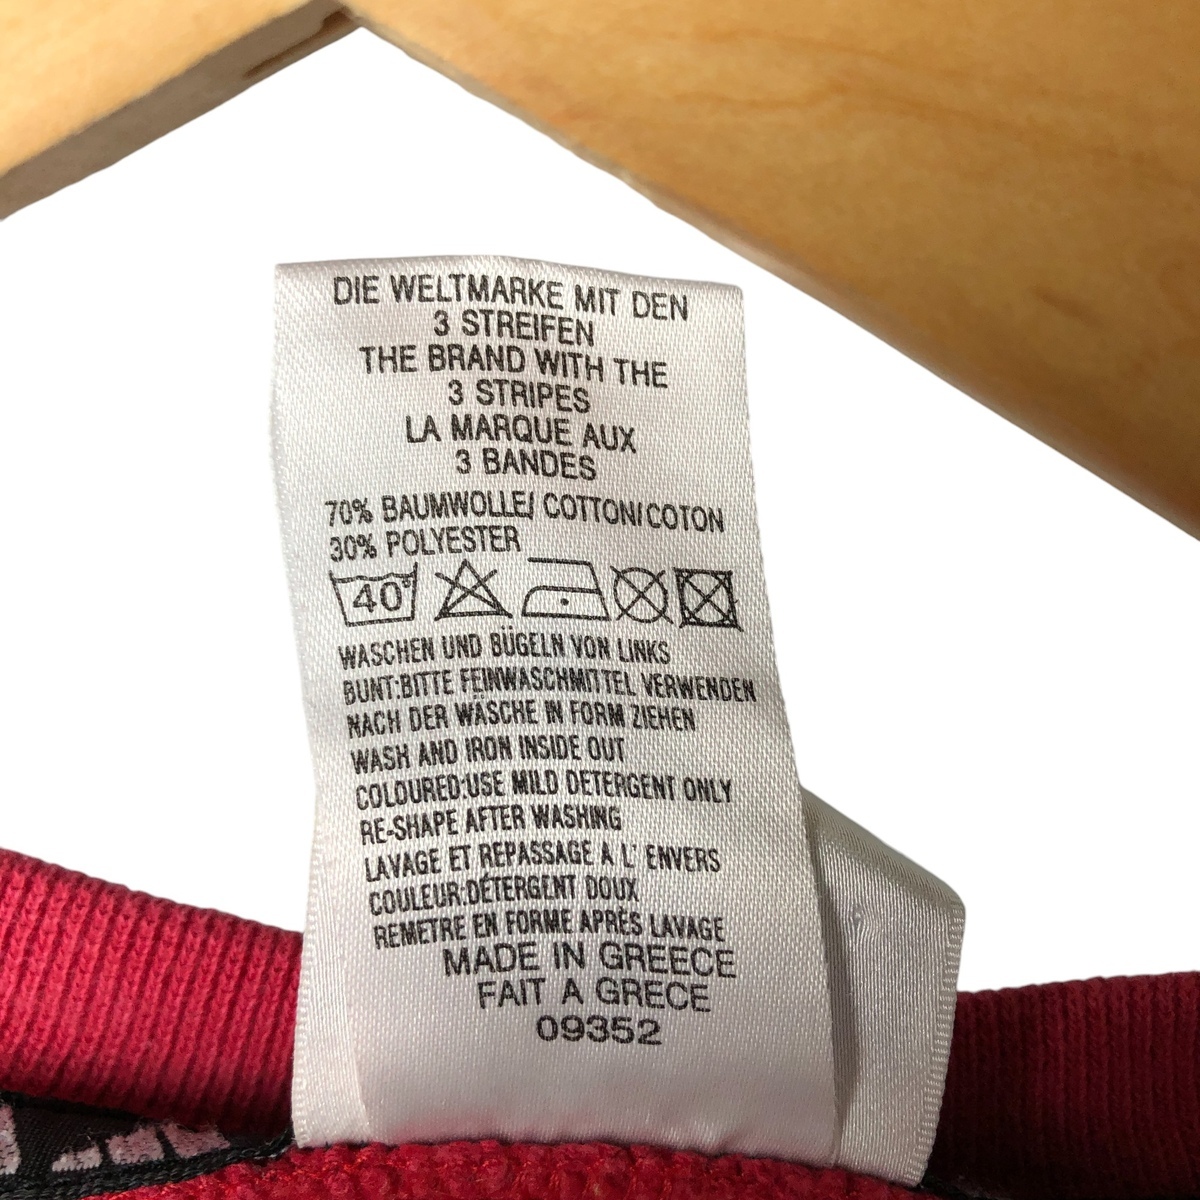 DIE WELTMARKE MIT DEN
3 STREIFEN
THE BRAND WITH THE
3 STRIPES
LA MARQUE AUX
3 BANDES
70% BAUMWOLLE/ COTTON/COTON
30% POLYESTER
40°
WASCHEN UND BÜGELN VON LINKS
BUNT:BITTE FEINWASCHMITTEL VERWENDEN
NACH DER WÄSCHE IN FORM ZIEHEN
WASH AND IRON INSIDE OUT
COLOURED:USE MILD DETERGENT ONLY
RE-SHAPE AFTER WASHING
LAVAGE ET REPASSAGE A L' ENVERS
COULEUR:DÉTERGENT DOUX
REMETRE EN FORME APRÈS LAVAGE
MADE IN GREECE
FAIT A GRECE
09352